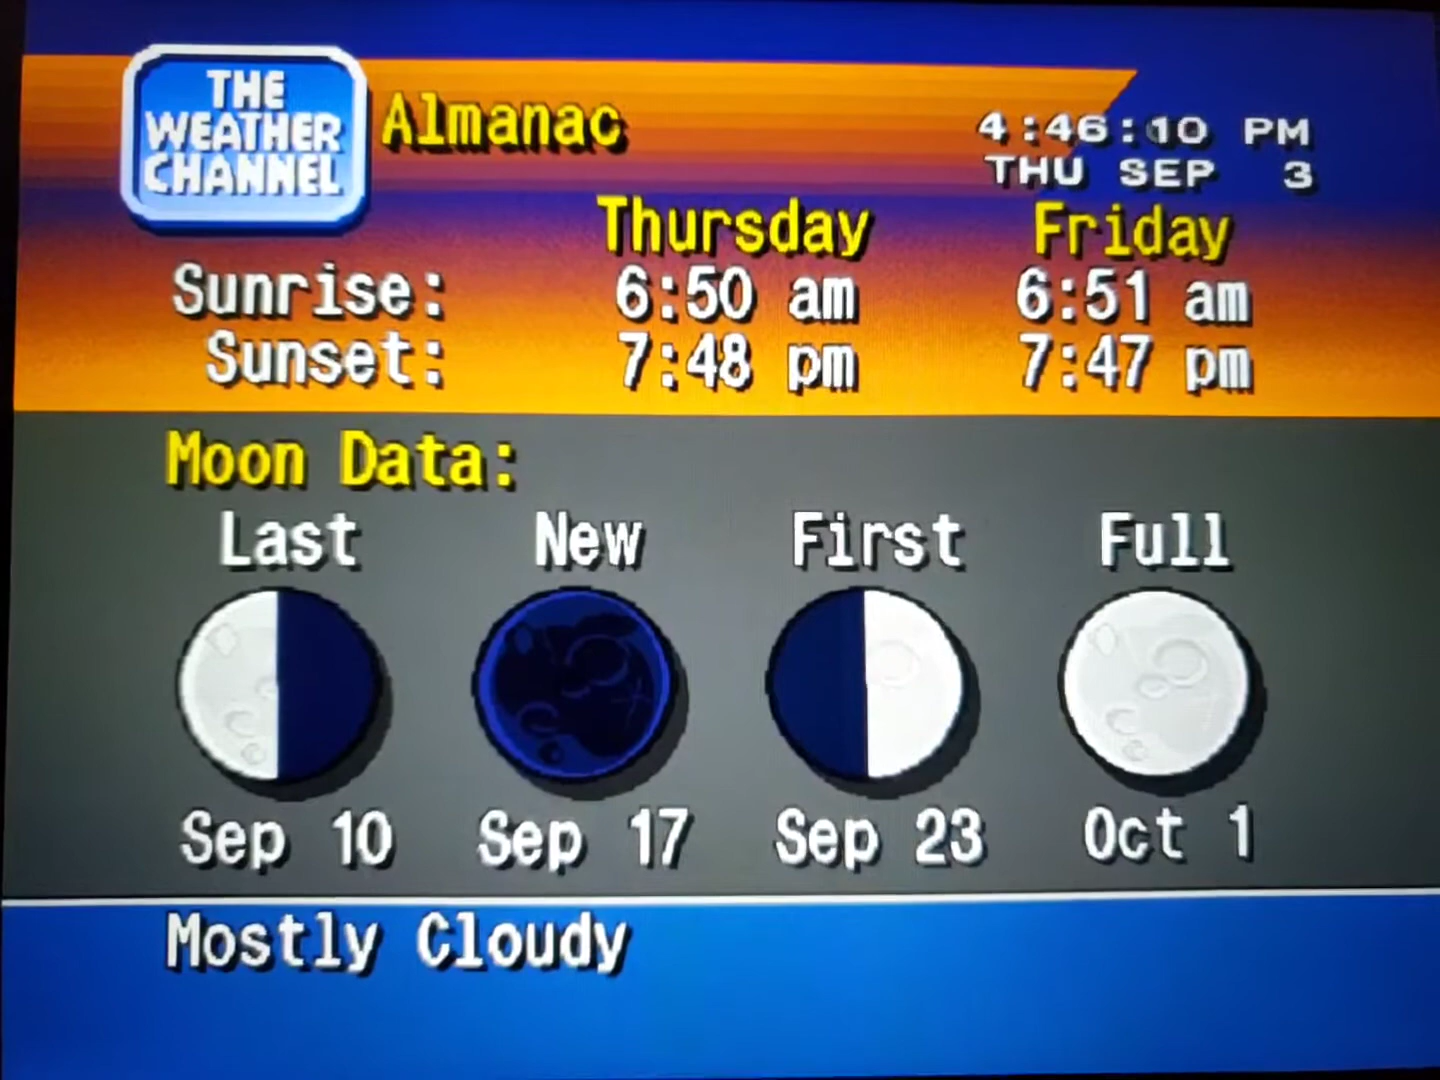 THE
WEATHER
CHANNEL
Almanac
4:46:10 PM
THU SEP 3
Thursday Friday
Sunrise: 6:50 am 6:51 am
Sunset: 7:48 pm 7:47 pm
Moon Data:
Last New First Full
Sep 10 Sep 17 Sep 23 Oct 1
Mostly Cloudy